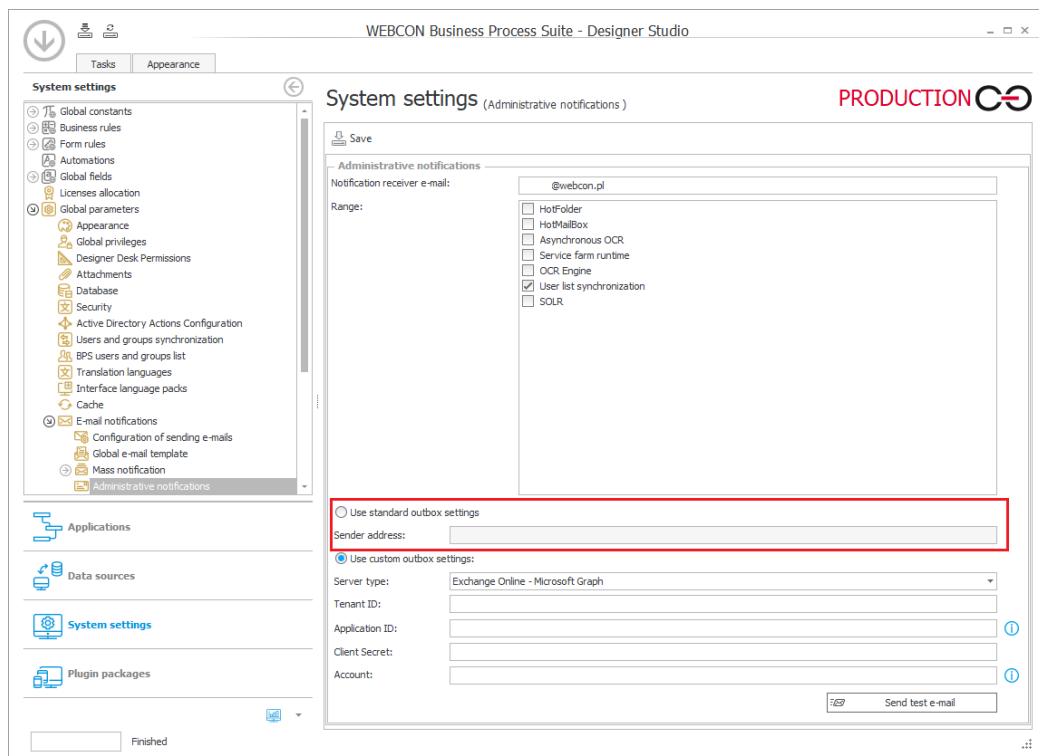 WEBCON Business Process Suite - Designer Studio
Tasks
Appearance
System settings
Global constants
Business rules
Form rules
Automations
Global fields
Licenses allocation
Global parameters
Appearance
Global privileges
Designer Desk Permissions
Attachments
Database
Security
Active Directory Actions Configuration
Users and groups synchronization
BPS users and groups list
Translation languages
Interface language packs
Cache
E-mail notifications
Configuration of sending e-mails
Global e-mail template
Mass notification
Administrative notifications
Applications
Data sources
System settings
Plugin packages
Finished
System settings (Administrative notifications )
PRODUCTION
Save
Administrative notifications
Notification receiver e-mail:
@webcon.pl
Range:
HotFolder
HotMailBox
Asynchronous OCR
Service farm runtime
OCR Engine
User list synchronization
SOLR
Use standard outbox settings
Sender address:
Use custom outbox settings:
Server type:
Exchange Online - Microsoft Graph
Tenant ID:
Application ID:
Client Secret:
Account:
Send test e-mail